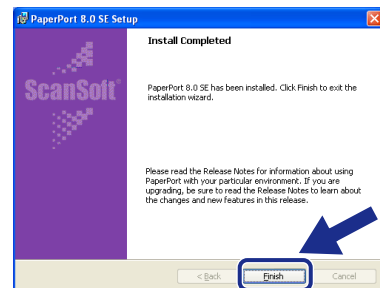 PaperPort 8.0 SE Setup
Install Completed
ScanSoft®
PaperPort 8.0 SE has been installed. Click Finish to exit the
installation wizard.
Please read the Release Notes for information about using
PaperPort with your particular environment. If you are
upgrading, be sure to read the Release Notes to learn about
the changes and new features in this release.
< Back Finish Cancel